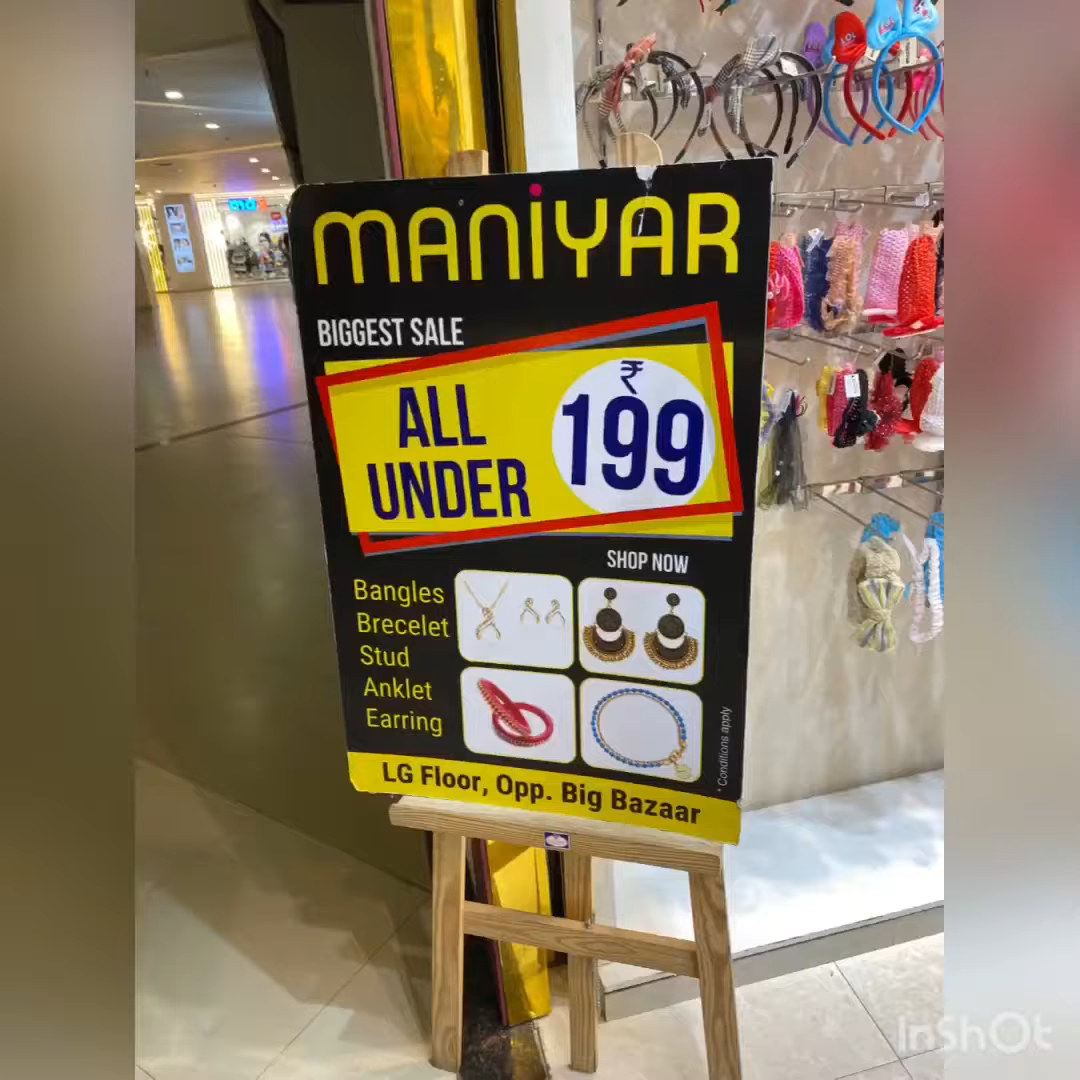 MANIYAR
BIGGEST SALE
ALL
UNDER
₹
199
SHOP NOW
Bangles
Brecelet
Stud
Anklet
Earring
* Conditions apply
LG Floor, Opp. Big Bazaar
LOL
InShOt